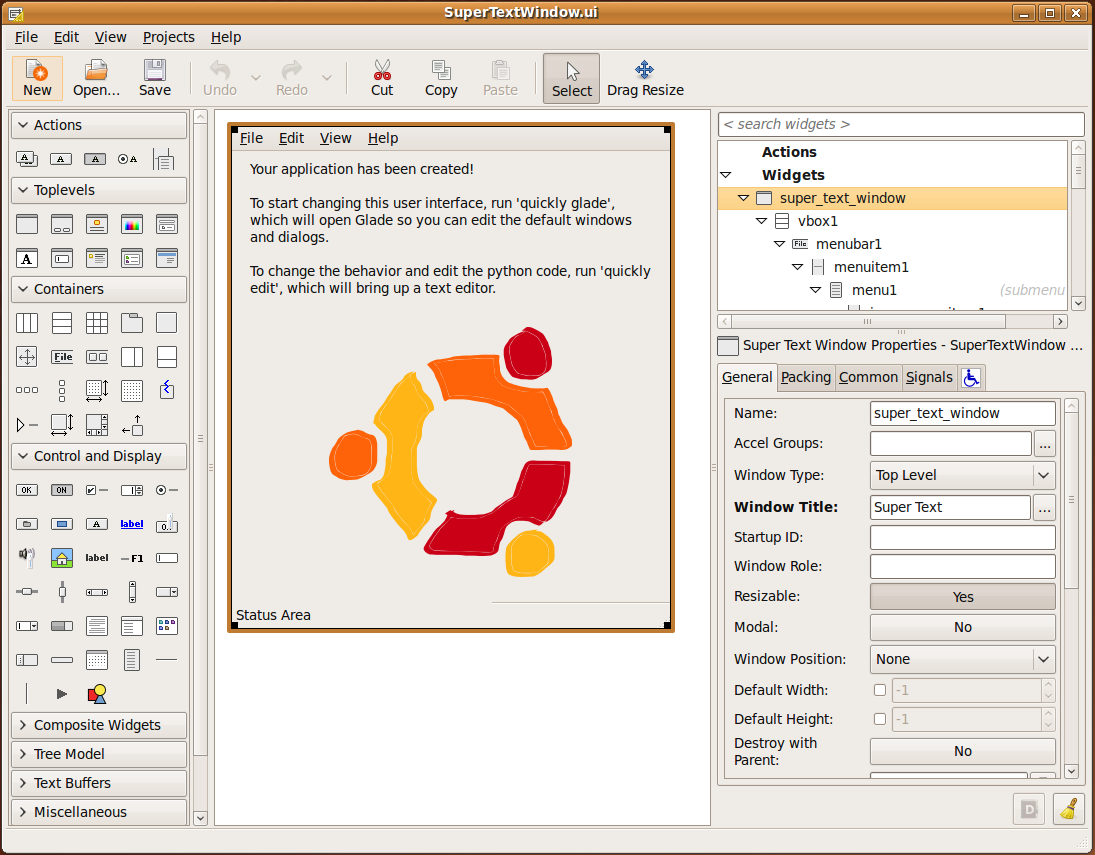 SuperTextWindow.ui
File Edit View Projects Help
New Open... Save Undo Redo Cut Copy Paste Select Drag Resize
Actions
A A A A
Toplevels
A
Containers
File
Control and Display
OK ON
A label 0.
label F1
Composite Widgets
Tree Model
Text Buffers
Miscellaneous
File Edit View Help
Your application has been created!
To start changing this user interface, run 'quickly glade',
which will open Glade so you can edit the default windows
and dialogs.
To change the behavior and edit the python code, run 'quickly
edit', which will bring up a text editor.
Status Area
< search widgets >
Actions
Widgets
super_text_window
vbox1
File menubar1
menuitem1
menu1 (submenu
Super Text Window Properties - SuperTextWindow ...
General Packing Common Signals
Name: super_text_window
Accel Groups: ...
Window Type: Top Level
Window Title: Super Text ...
Startup ID:
Window Role:
Resizable: Yes
Modal: No
Window Position: None
Default Width: -1
Default Height: -1
Destroy with
Parent: No
D